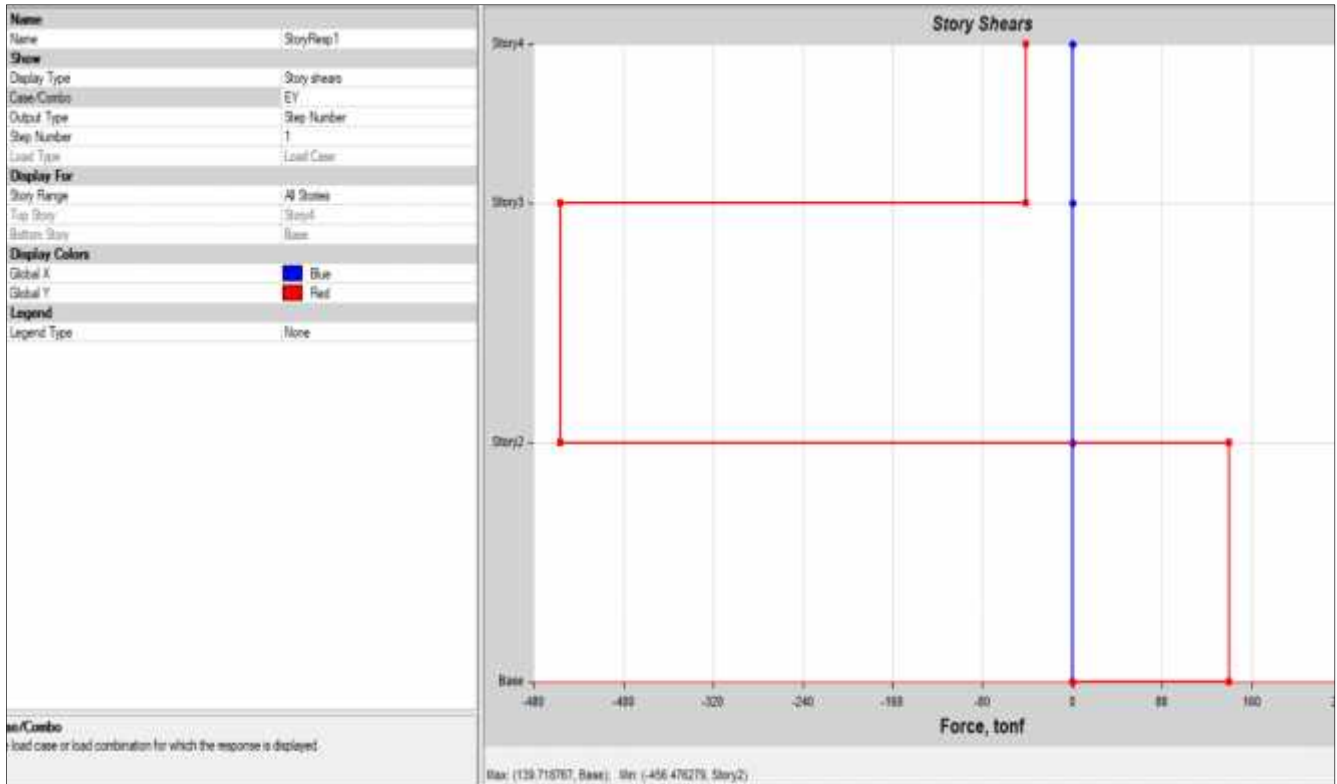 Name
Name StoryResp1
Show
Display Type Story shears
Case/Combo EY
Output Type Step Number
Step Number 1
Load Type Load Case
Display For
Story Range All Stories
Top Story Story4
Bottom Story Base
Display Colors
Global X Blue
Global Y Red
Legend
Legend Type None
se/Combo
load case or load combination for which the response is displayed
Story Shears
Story4
Story3
Story2
Base
-480 -400 -320 -240 -160 -80 0 80 160
Force, tonf
Max: (139.718767, Base); Min: (-456.476279, Story2)